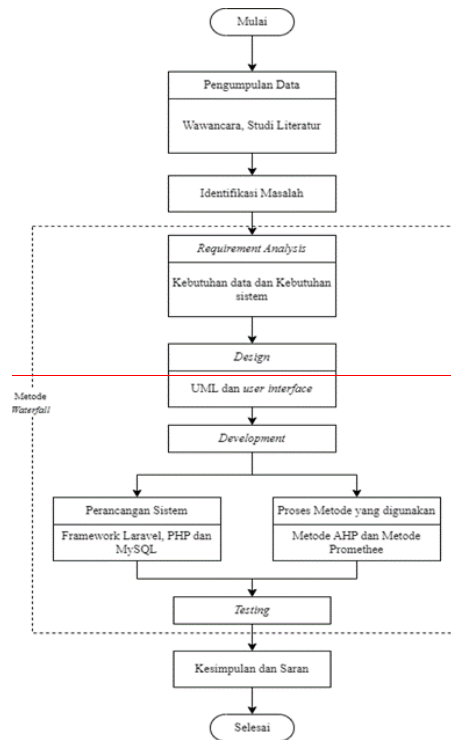 Mulai
Pengumpulan Data
Wawancara, Studi Literatur
Identifikasi Masalah
Requirement Analysis
Kebutuhan data dan Kebutuhan
sistem
Design
UML dan user interface
Metode
Waterfall
Development
Perancangan Sistem
Framework Laravel, PHP dan
MySQL
Proses Metode yang digunakan
Metode AHP dan Metode
Promethee
Testing
Kesimpulan dan Saran
Selesai